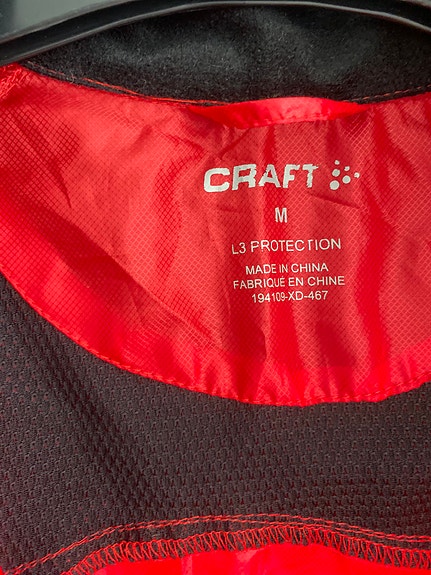 CRAFT
M
L3 PROTECTION
MADE IN CHINA
FABRIQUÉ EN CHINE
194109-XD-467